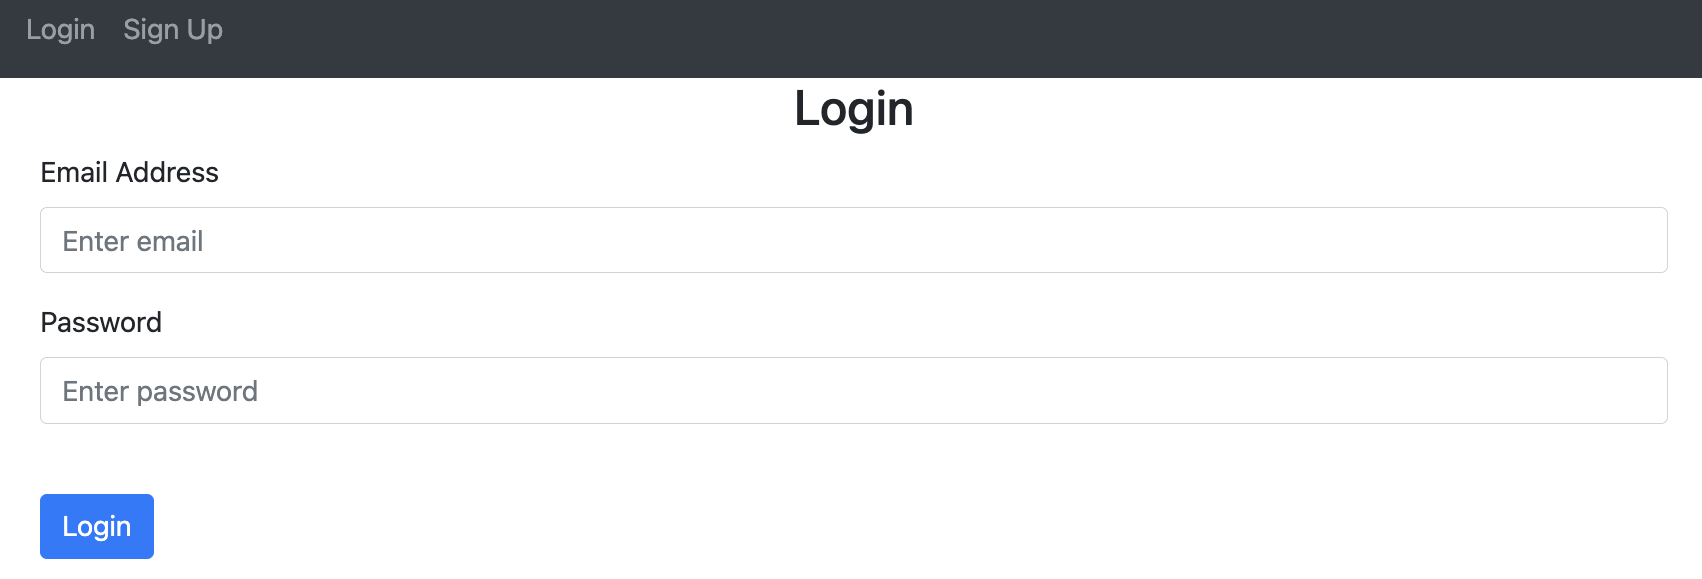 Login Sign Up
Login
Email Address
Enter email
Password
Enter password
Login